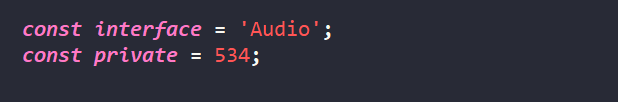 const interface = 'Audio';
const private = 534;